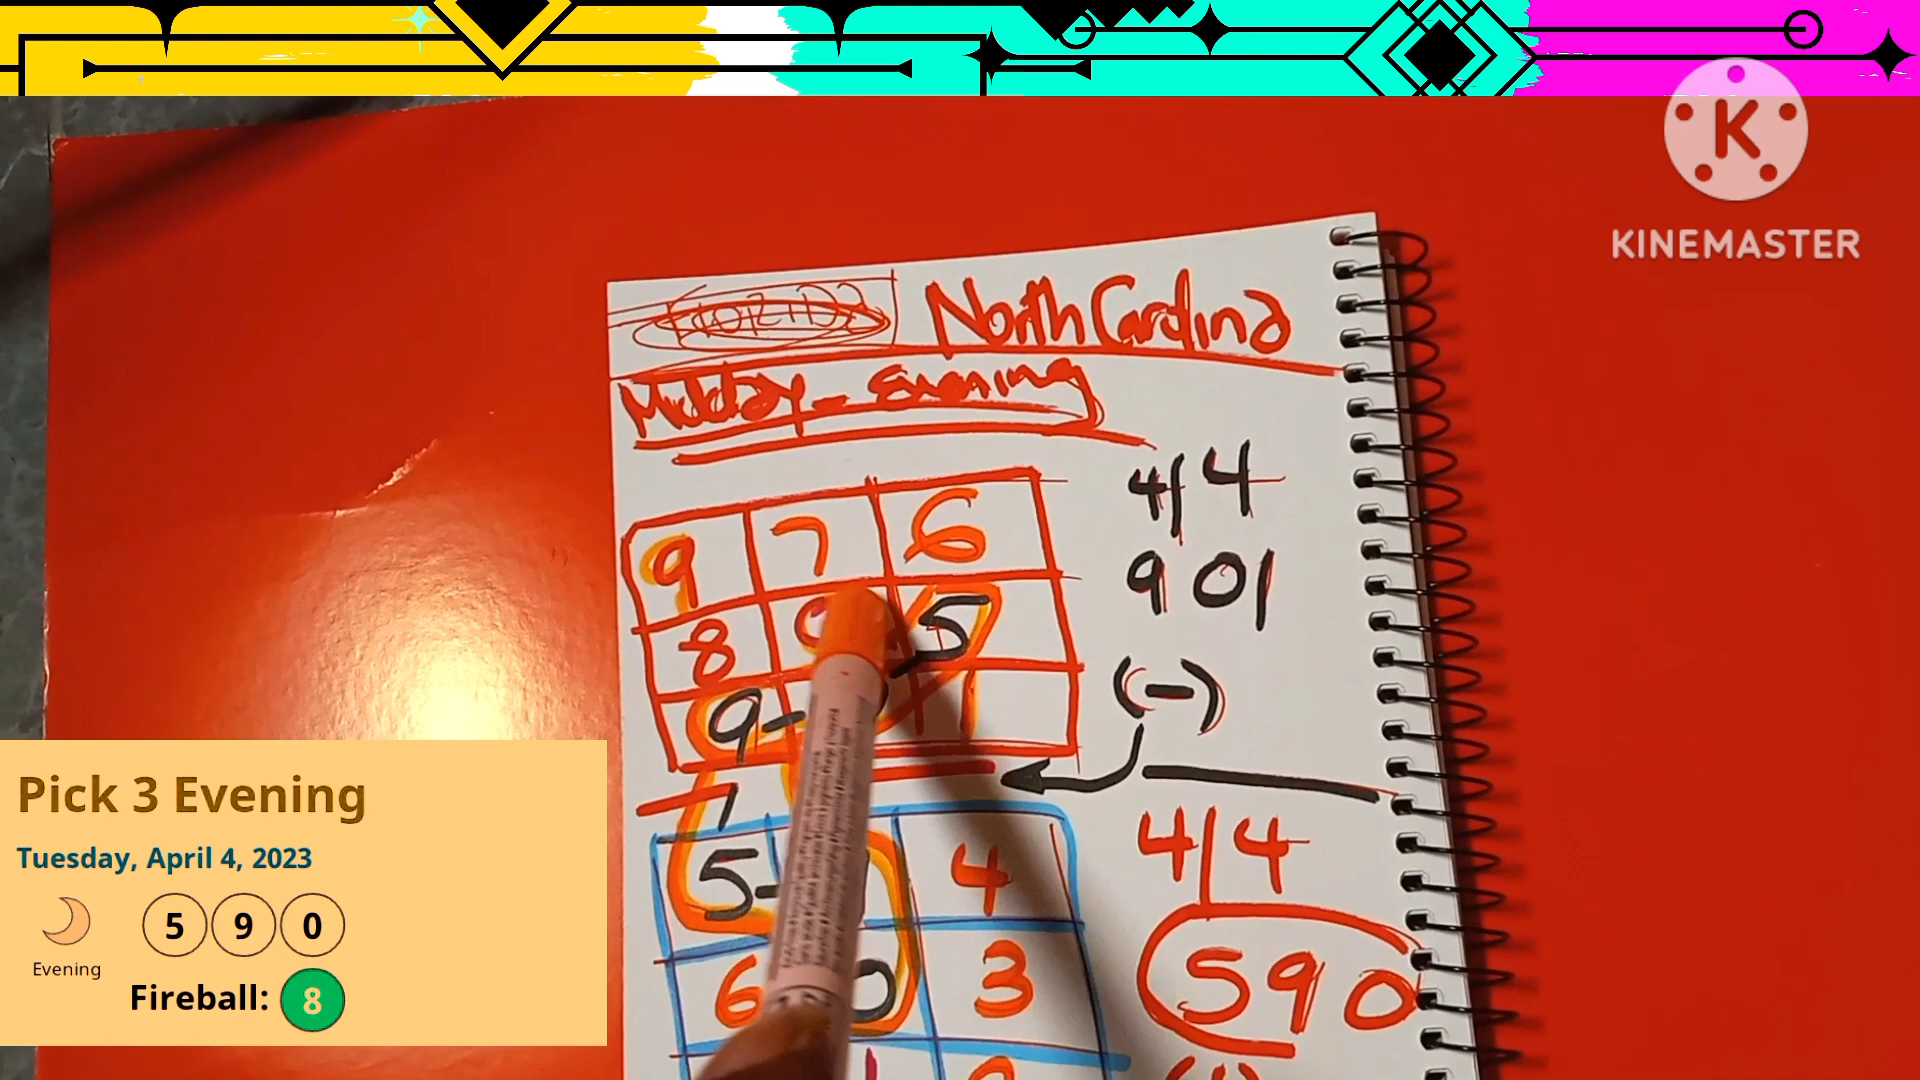 K
KINEMASTER
North Carolina
Midday - Evening
9 7 6
8 5
9-
4/4
901
(-)
5- 4
6 0 3
4/4
590
Pick 3 Evening
Tuesday, April 4, 2023
5 9 0
Evening
Fireball: 8